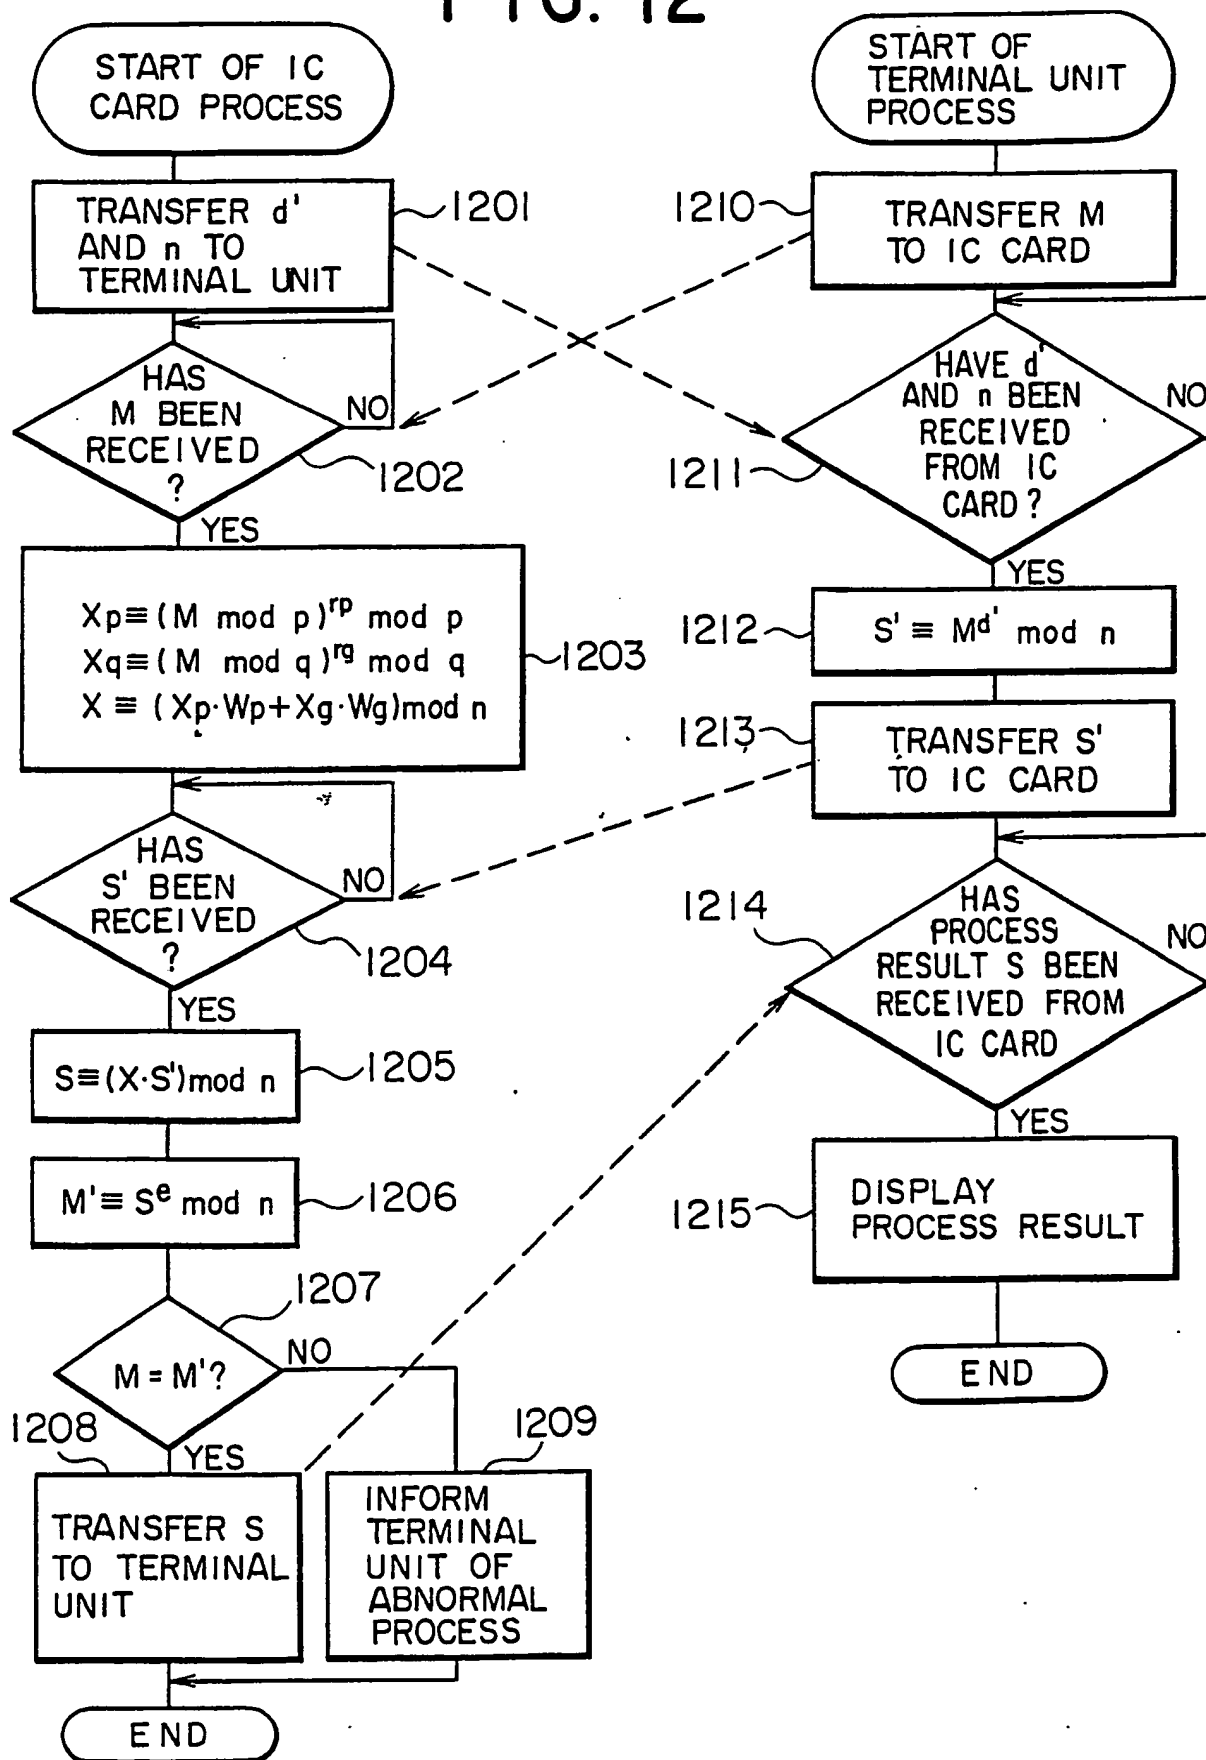 FIG. 12
START OF IC
CARD PROCESS
TRANSFER d'
AND n TO
TERMINAL UNIT
1201
HAS
M BEEN
RECEIVED
?
NO
1202
YES
Xp≡(M mod p)^rp mod p
Xq≡(M mod q)^rg mod q
X ≡ (Xp·Wp+Xg·Wg)mod n
1203
HAS
S' BEEN
RECEIVED
?
NO
1204
YES
S≡(X·S')mod n
1205
M'≡ S^e mod n
1206
1207
M = M'?
NO
1208
YES
TRANSFER S
TO TERMINAL
UNIT
1209
INFORM
TERMINAL
UNIT OF
ABNORMAL
PROCESS
END
START OF
TERMINAL UNIT
PROCESS
1210
TRANSFER M
TO IC CARD
HAVE d'
AND n BEEN
RECEIVED
FROM IC
CARD?
NO
1211
YES
1212
S' ≡ M^d' mod n
1213
TRANSFER S'
TO IC CARD
1214
HAS
PROCESS
RESULT S BEEN
RECEIVED FROM
IC CARD
NO
YES
1215
DISPLAY
PROCESS RESULT
END